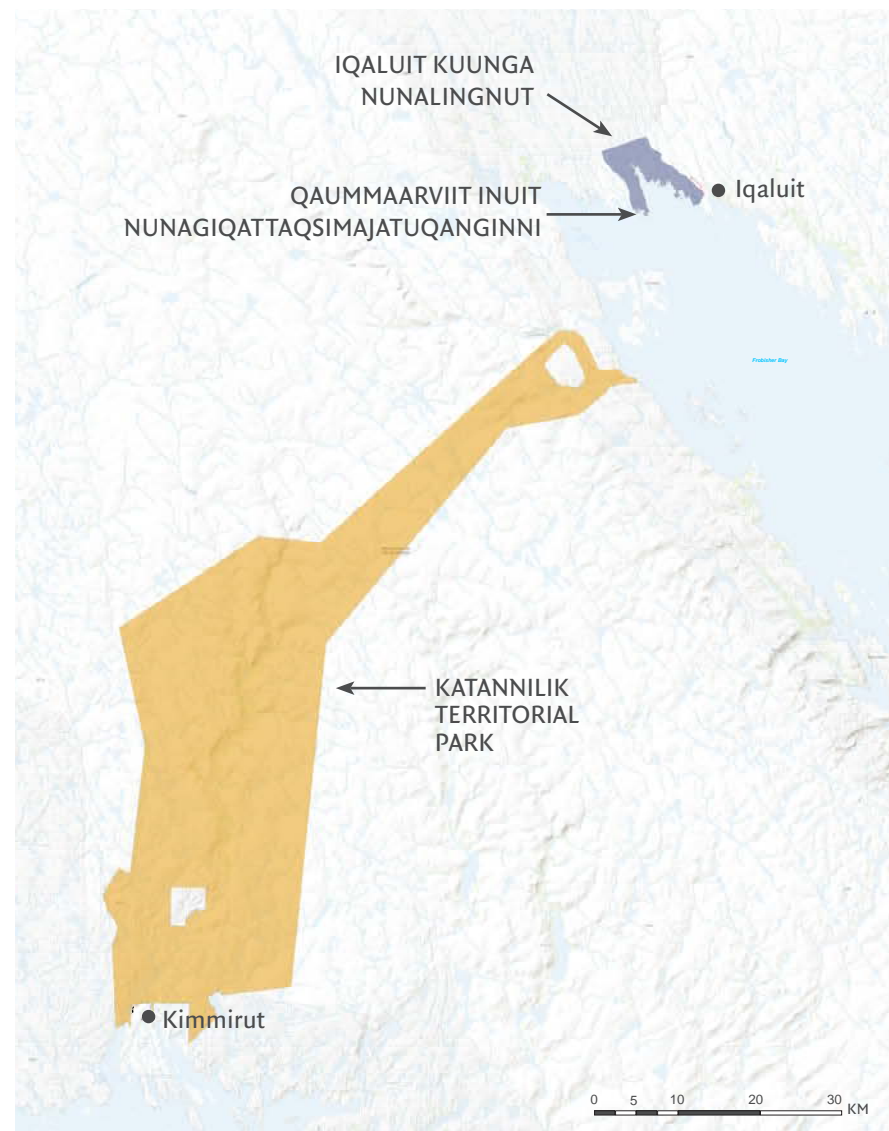 IQALUIT KUUNGA
NUNALINGNUT
QAUMMAARVIIT INUIT
NUNAGIQATTAQSIMAJATUQANGINNI
Iqaluit
Frobisher Bay
KATANNILIK
TERRITORIAL
PARK
Kimmirut
0 5 10 20 30
KM